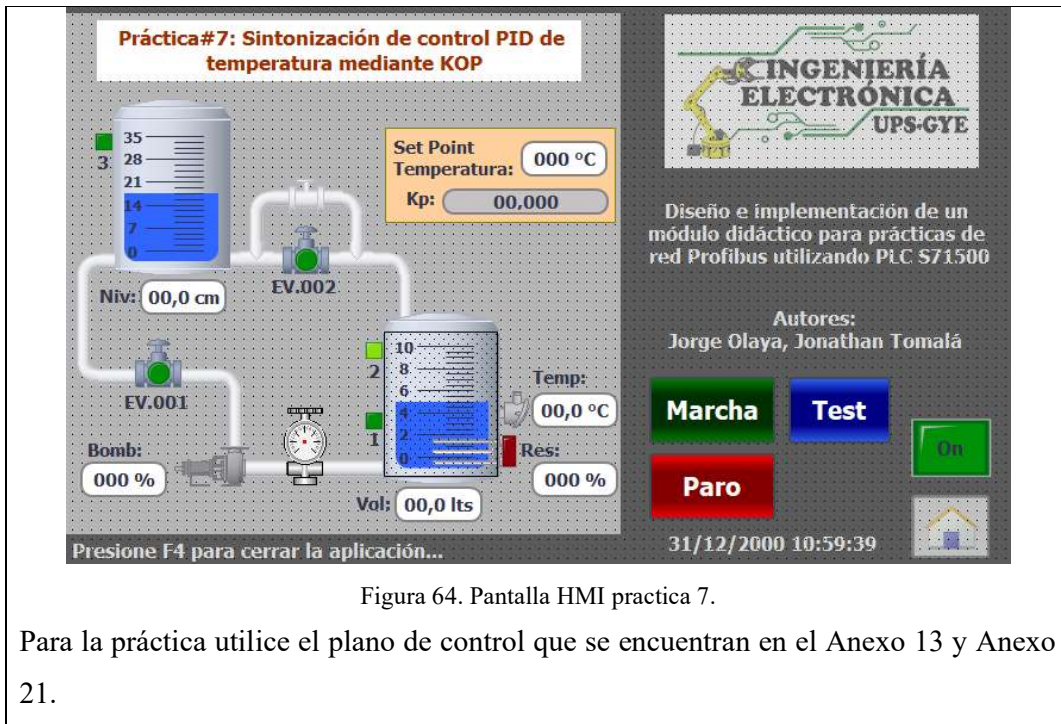 Práctica#7: Sintonización de control PID de
temperatura mediante KOP
INGENIERÍA
ELECTRÓNICA
UPS-GYE
35
28
21
14
7
0
3
Set Point
Temperatura:
000 °C
Kp:
00,000
Diseño e implementación de un
módulo didáctico para prácticas de
red Profibus utilizando PLC S71500
Niv: 00,0 cm
EV.002
Autores:
Jorge Olaya, Jonathan Tomalá
10
8
6
4
2
0
2
1
EV.001
Temp:
00,0 °C
Marcha
Test
On
Bomb:
000 %
Res:
000 %
Paro
Vol: 00,0 lts
31/12/2000 10:59:39
Presione F4 para cerrar la aplicación...
Figura 64. Pantalla HMI practica 7.
Para la práctica utilice el plano de control que se encuentran en el Anexo 13 y Anexo
21.